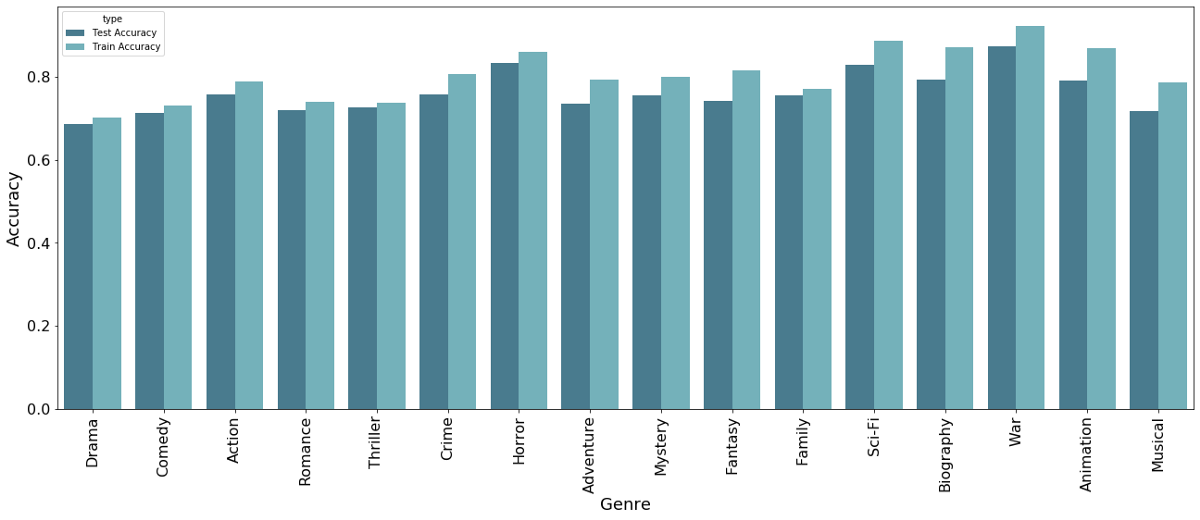 type
Test Accuracy
Train Accuracy
Accuracy
0.8
0.6
0.4
0.2
0.0
Drama
Comedy
Action
Romance
Thriller
Crime
Horror
Adventure
Mystery
Fantasy
Family
Sci-Fi
Biography
War
Animation
Musical
Genre